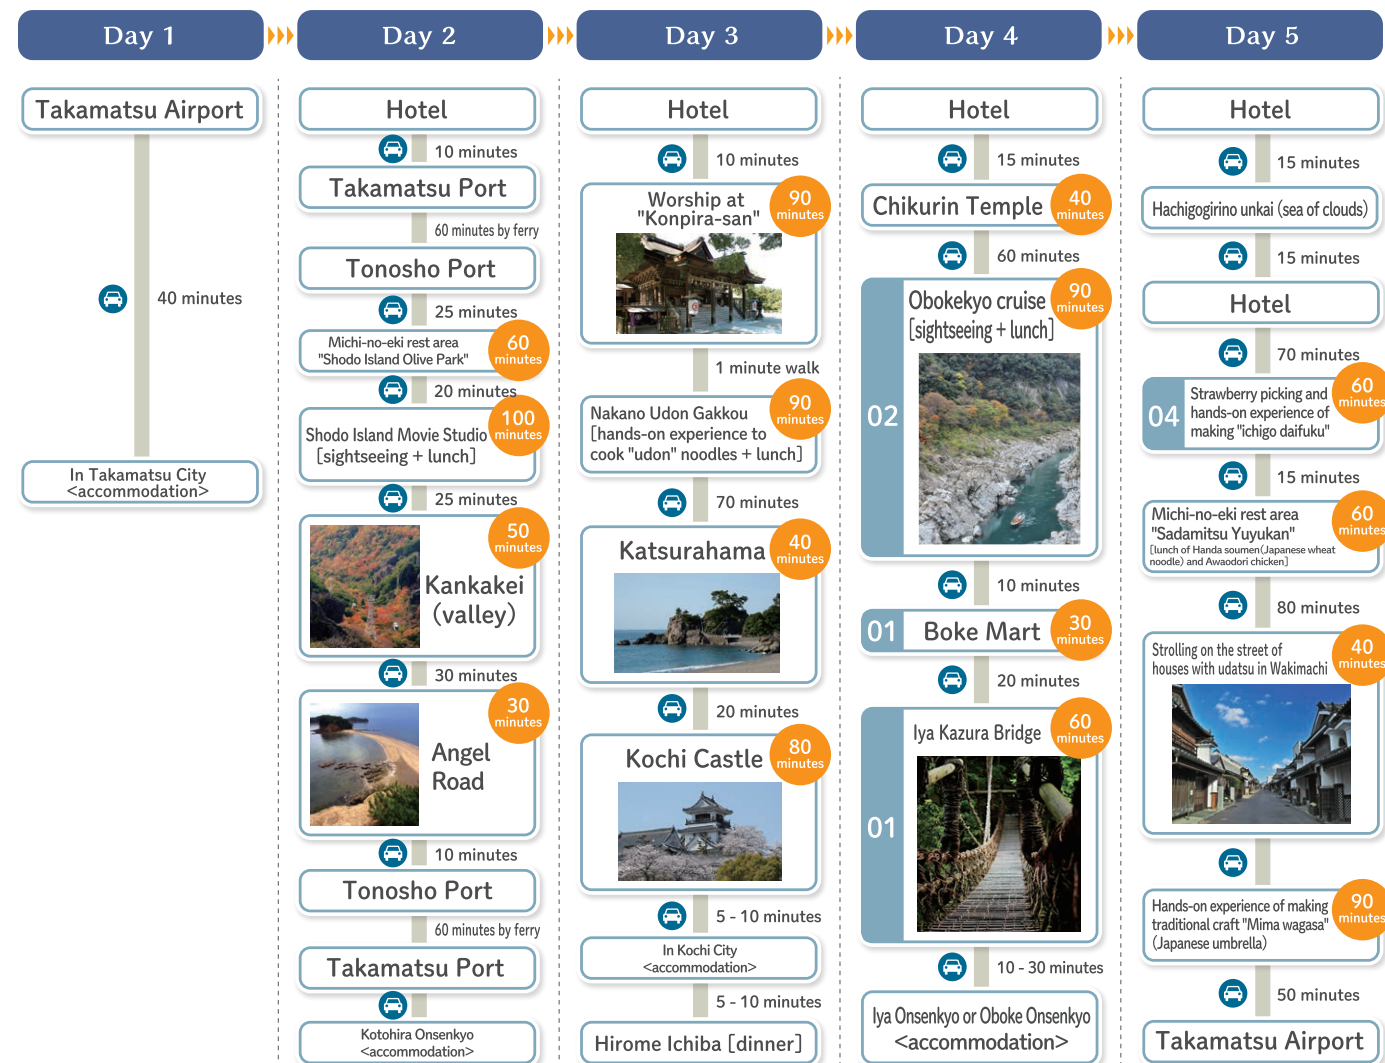 Day 1
Takamatsu Airport
40 minutes
In Takamatsu City
<accommodation>
Day 2
Hotel
10 minutes
Takamatsu Port
60 minutes by ferry
Tonosho Port
25 minutes
Michi-no-eki rest area
"Shodo Island Olive Park"
60
minutes
20 minutes
Shodo Island Movie Studio
[sightseeing + lunch]
100
minutes
25 minutes
Kankakei
(valley)
50
minutes
30 minutes
Angel
Road
30
minutes
10 minutes
Tonosho Port
60 minutes by ferry
Takamatsu Port
Kotohira Onsenkyo
<accommodation>
Day 3
Hotel
10 minutes
Worship at
"Konpira-san"
90
minutes
1 minute walk
Nakano Udon Gakkou
[hands-on experience to
cook "udon" noodles + lunch]
90
minutes
70 minutes
Katsurahama
40
minutes
20 minutes
Kochi Castle
80
minutes
5 - 10 minutes
In Kochi City
<accommodation>
5 - 10 minutes
Hirome Ichiba [dinner]
Day 4
Hotel
15 minutes
Chikurin Temple
40
minutes
60 minutes
02
Obokekyo cruise
[sightseeing + lunch]
90
minutes
10 minutes
01
Boke Mart
30
minutes
20 minutes
01
Iya Kazura Bridge
60
minutes
10 - 30 minutes
Iya Onsenkyo or Oboke Onsenkyo
<accommodation>
Day 5
Hotel
15 minutes
Hachigogirino unkai (sea of clouds)
15 minutes
Hotel
70 minutes
04
Strawberry picking and
hands-on experience of
making "ichigo daifuku"
60
minutes
15 minutes
Michi-no-eki rest area
"Sadamitsu Yuyukan"
[lunch of Handa soumen(Japanese wheat
noodle) and Awaodori chicken]
60
minutes
80 minutes
Strolling on the street of
houses with udatsu in Wakimachi
40
minutes
Hands-on experience of making
traditional craft "Mima wagasa"
(Japanese umbrella)
90
minutes
50 minutes
Takamatsu Airport